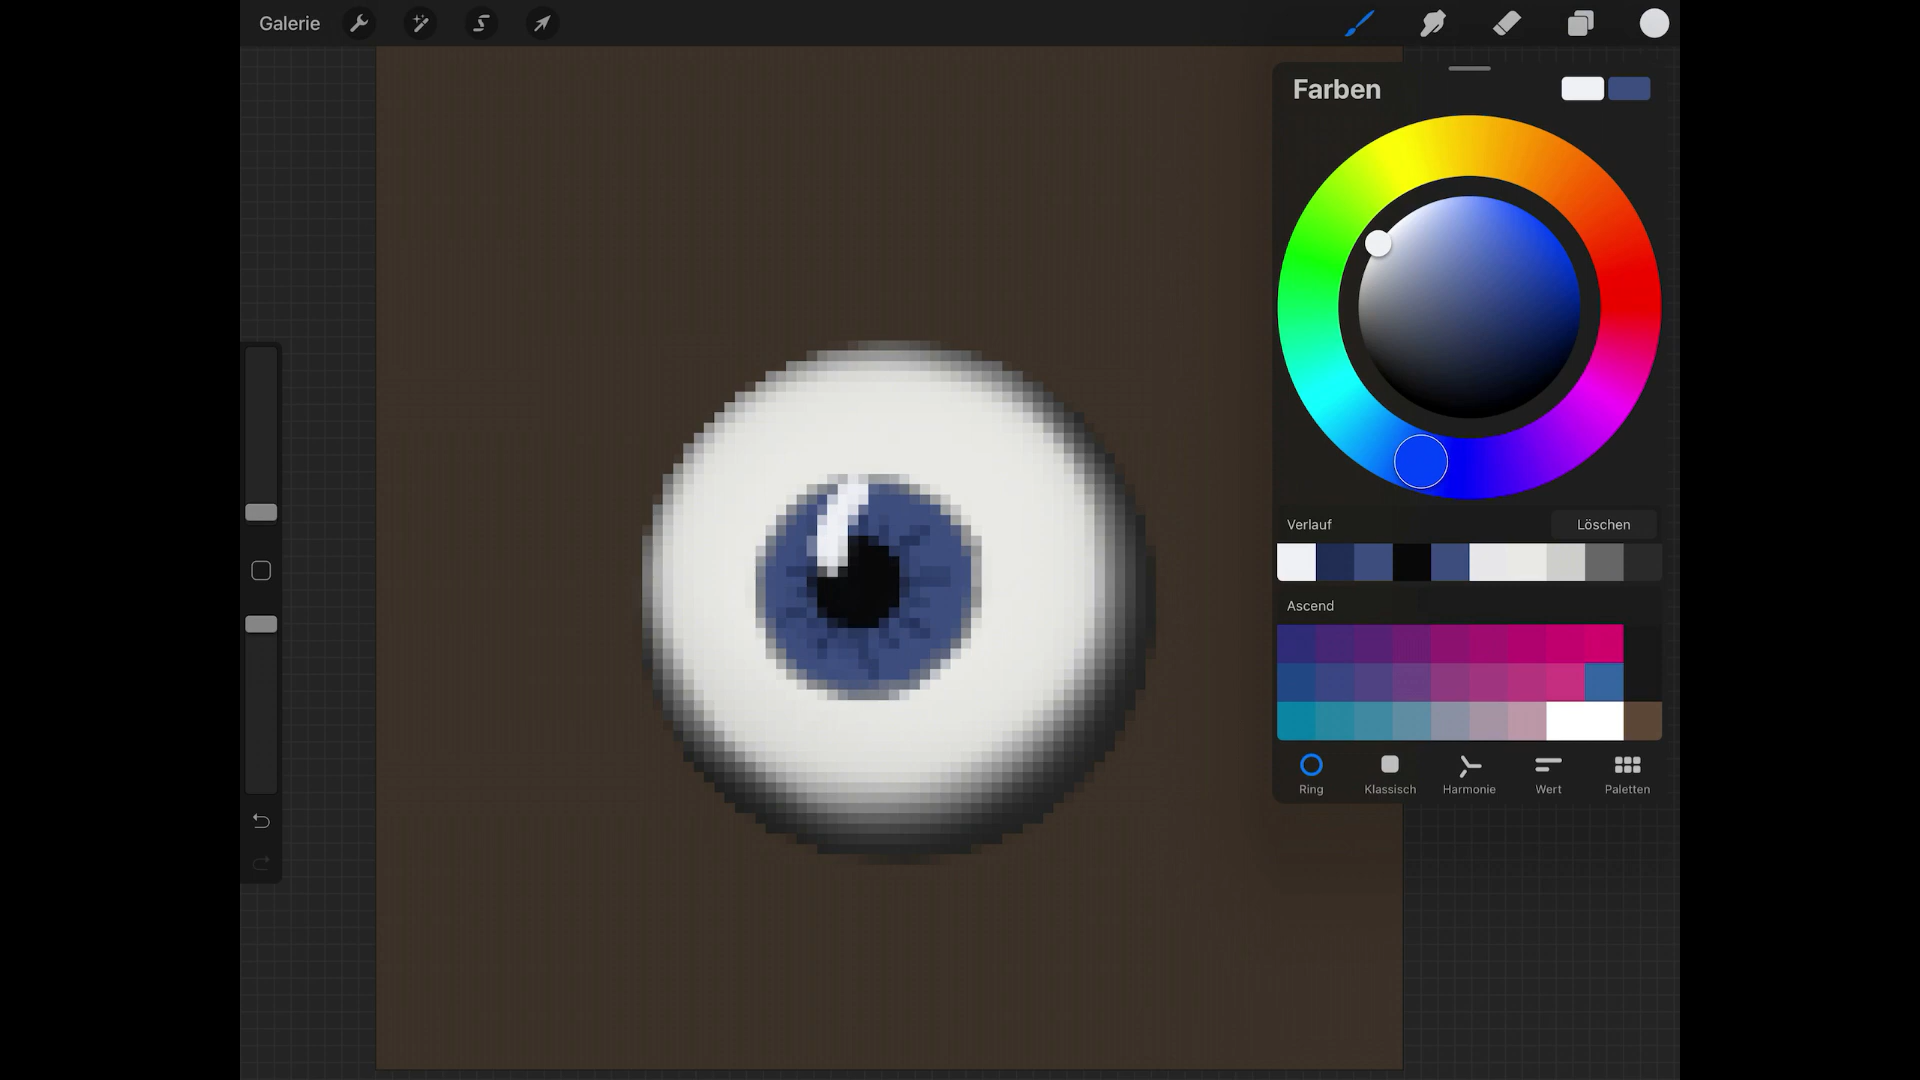 Galerie
Farben
Verlauf Löschen
Ascend
Ring Klassisch Harmonie Wert Paletten